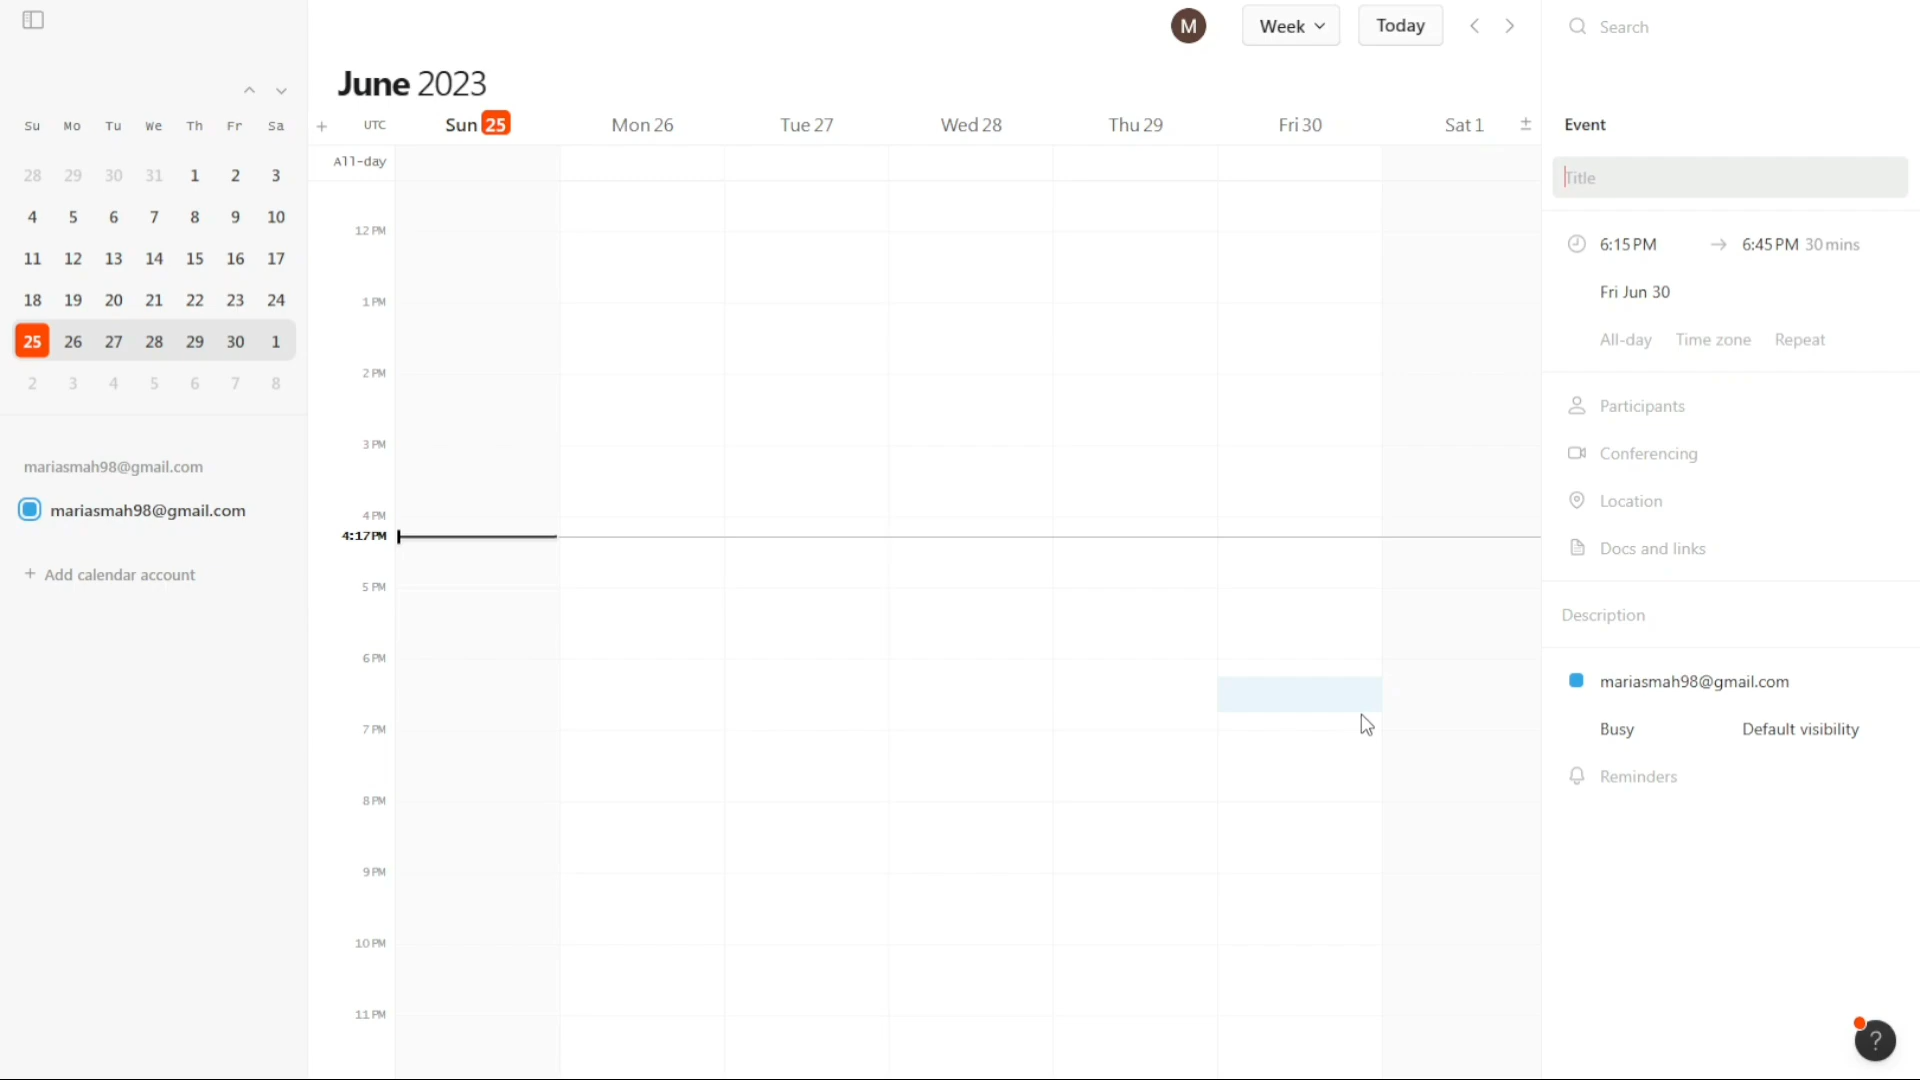 M
Week
Today
Search
June 2023
Su Mo Tu We Th Fr Sa
28 29 30 31 1 2 3
4 5 6 7 8 9 10
11 12 13 14 15 16 17
18 19 20 21 22 23 24
25 26 27 28 29 30 1
2 3 4 5 6 7 8
mariasmah98@gmail.com
mariasmah98@gmail.com
+ Add calendar account
+ UTC Sun 25 Mon 26 Tue 27 Wed 28 Thu 29 Fri 30 Sat 1 ±
All-day
12 PM
1 PM
2 PM
3 PM
4 PM
4:17 PM
5 PM
6 PM
7 PM
8 PM
9 PM
10 PM
11 PM
Event
Title
6:15 PM → 6:45 PM 30 mins
Fri Jun 30
All-day Time zone Repeat
Participants
Conferencing
Location
Docs and links
Description
mariasmah98@gmail.com
Busy Default visibility
Reminders
?